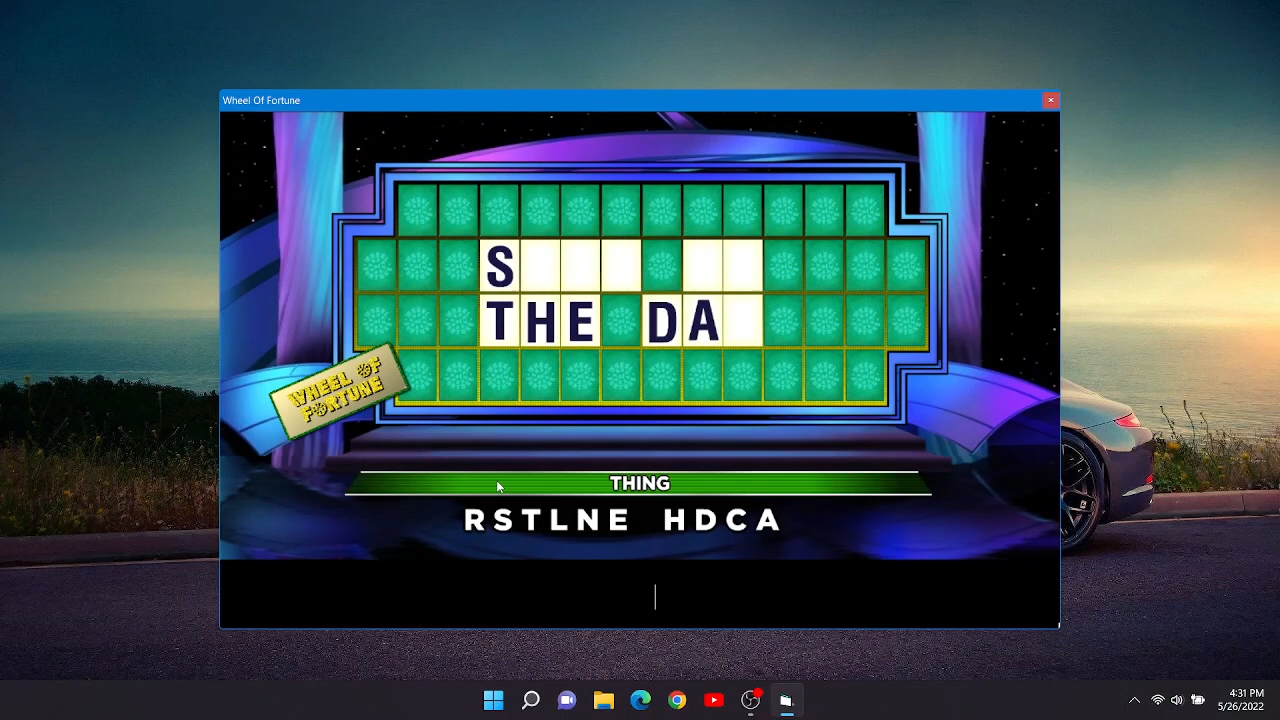 Wheel Of Fortune
S
THE DA
WHEEL OF
FORTUNE
THING
RSTLNE HDCA
4:31 PM
5/26/2022